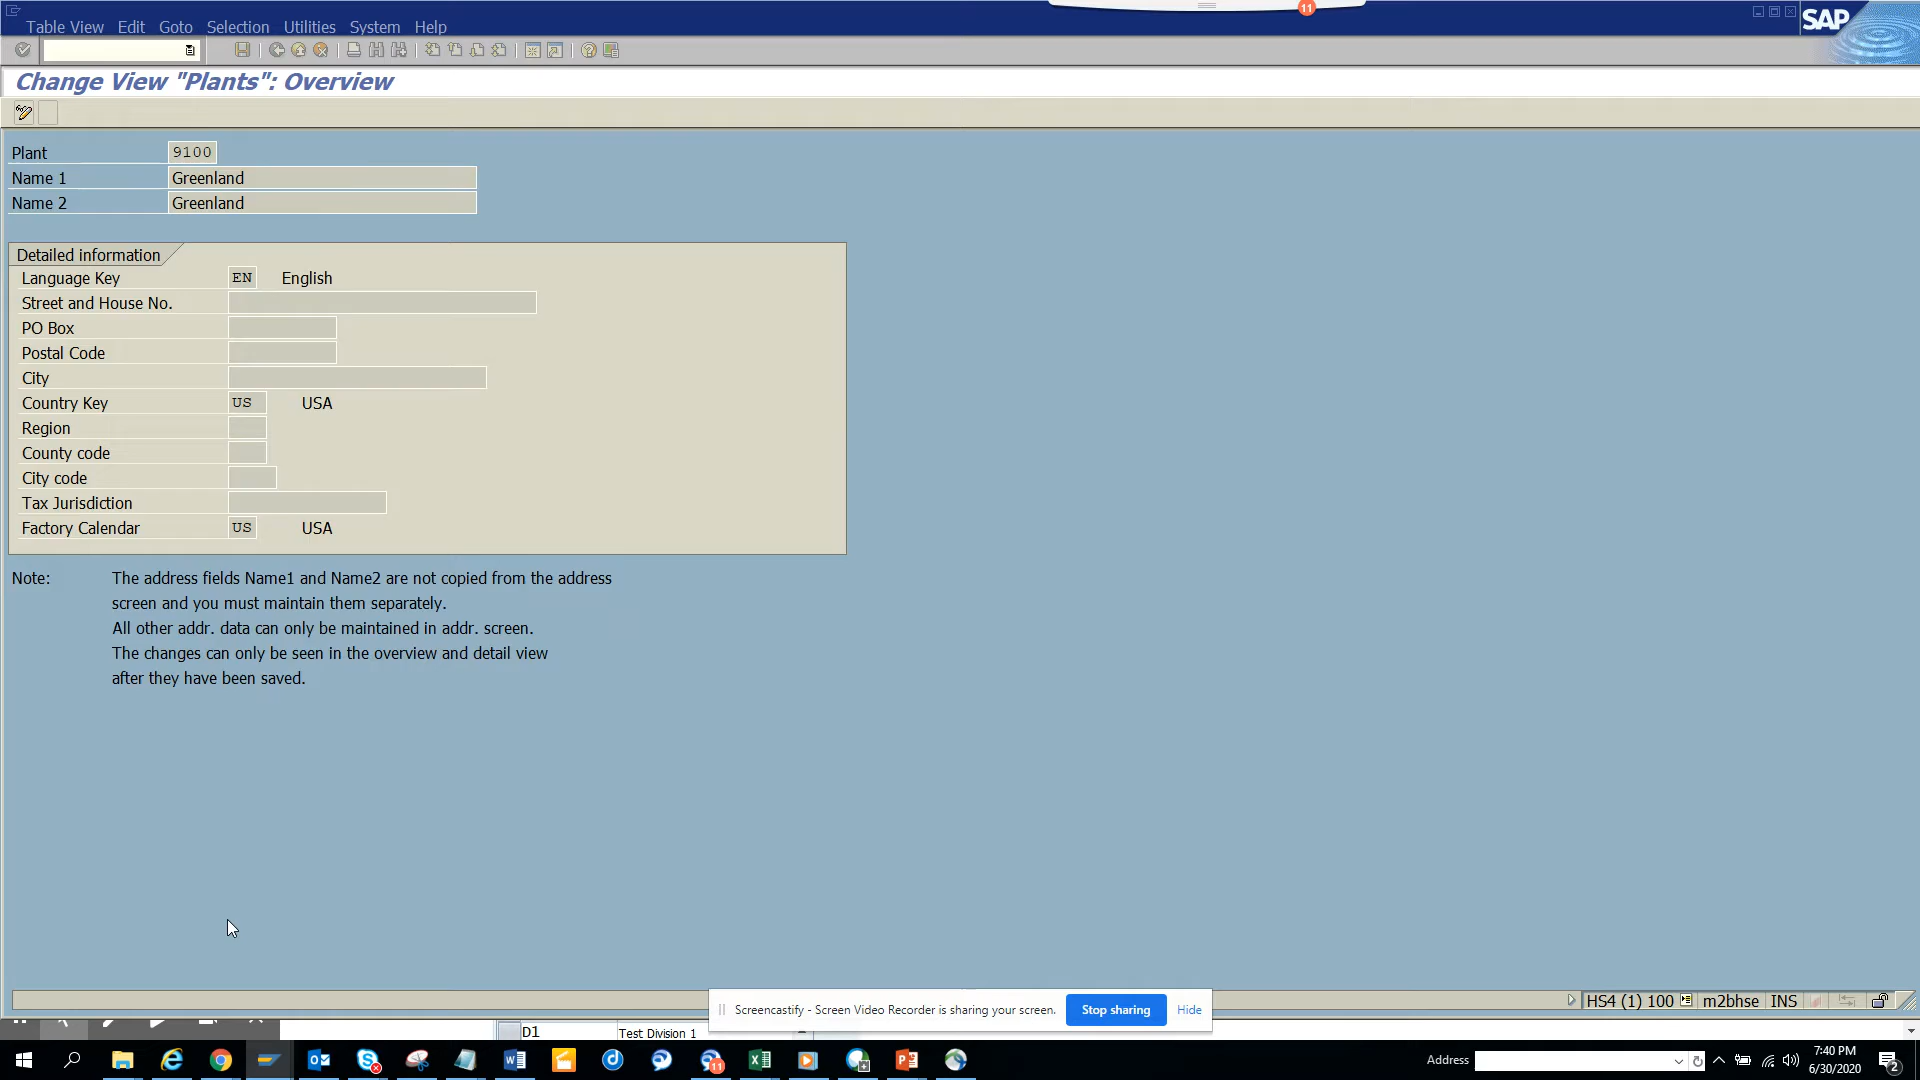 11
Table View Edit Goto Selection Utilities System Help
SAP
Change View "Plants": Overview
Plant 9100
Name 1 Greenland
Name 2 Greenland
Detailed information
Language Key EN English
Street and House No.
PO Box
Postal Code
City
Country Key US USA
Region
County code
City code
Tax Jurisdiction
Factory Calendar US USA
Note: The address fields Name1 and Name2 are not copied from the address
screen and you must maintain them separately.
All other addr. data can only be maintained in addr. screen.
The changes can only be seen in the overview and detail view
after they have been saved.
Screencastify - Screen Video Recorder is sharing your screen. Stop sharing Hide
HS4 (1) 100 m2bhse INS
D1 Test Division 1
11
Address
7:40 PM
6/30/2020
2